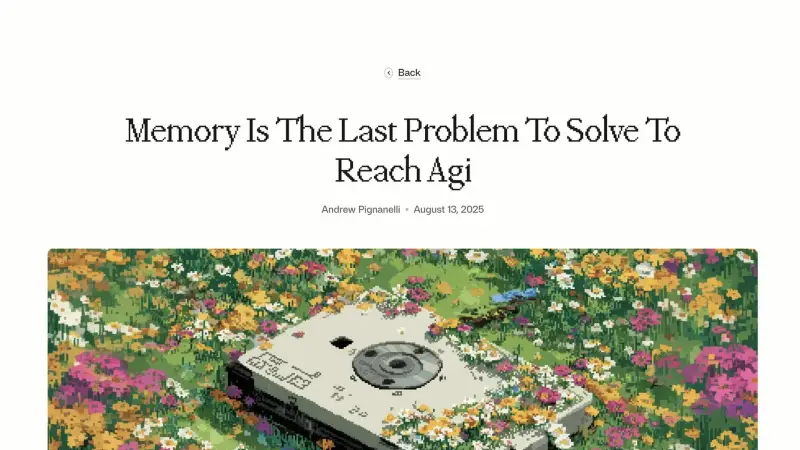 Back
Memory Is The Last Problem To Solve To
Reach Agi
Andrew Pignanelli • August 13, 2025